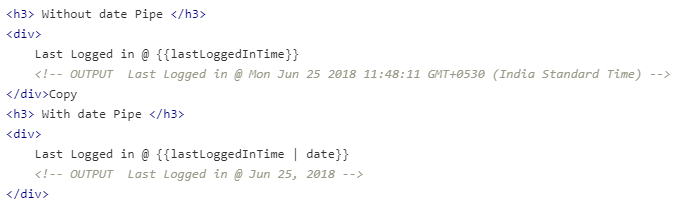 <h3> Without date Pipe </h3>
<div>
Last Logged in @ {{lastLoggedInTime}}
<!-- OUTPUT  Last Logged in @ Mon Jun 25 2018 11:48:11 GMT+0530 (India Standard Time) -->
</div>Copy
<h3> With date Pipe </h3>
<div>
Last Logged in @ {{lastLoggedInTime | date}}
<!-- OUTPUT  Last Logged in @ Jun 25, 2018 -->
</div>